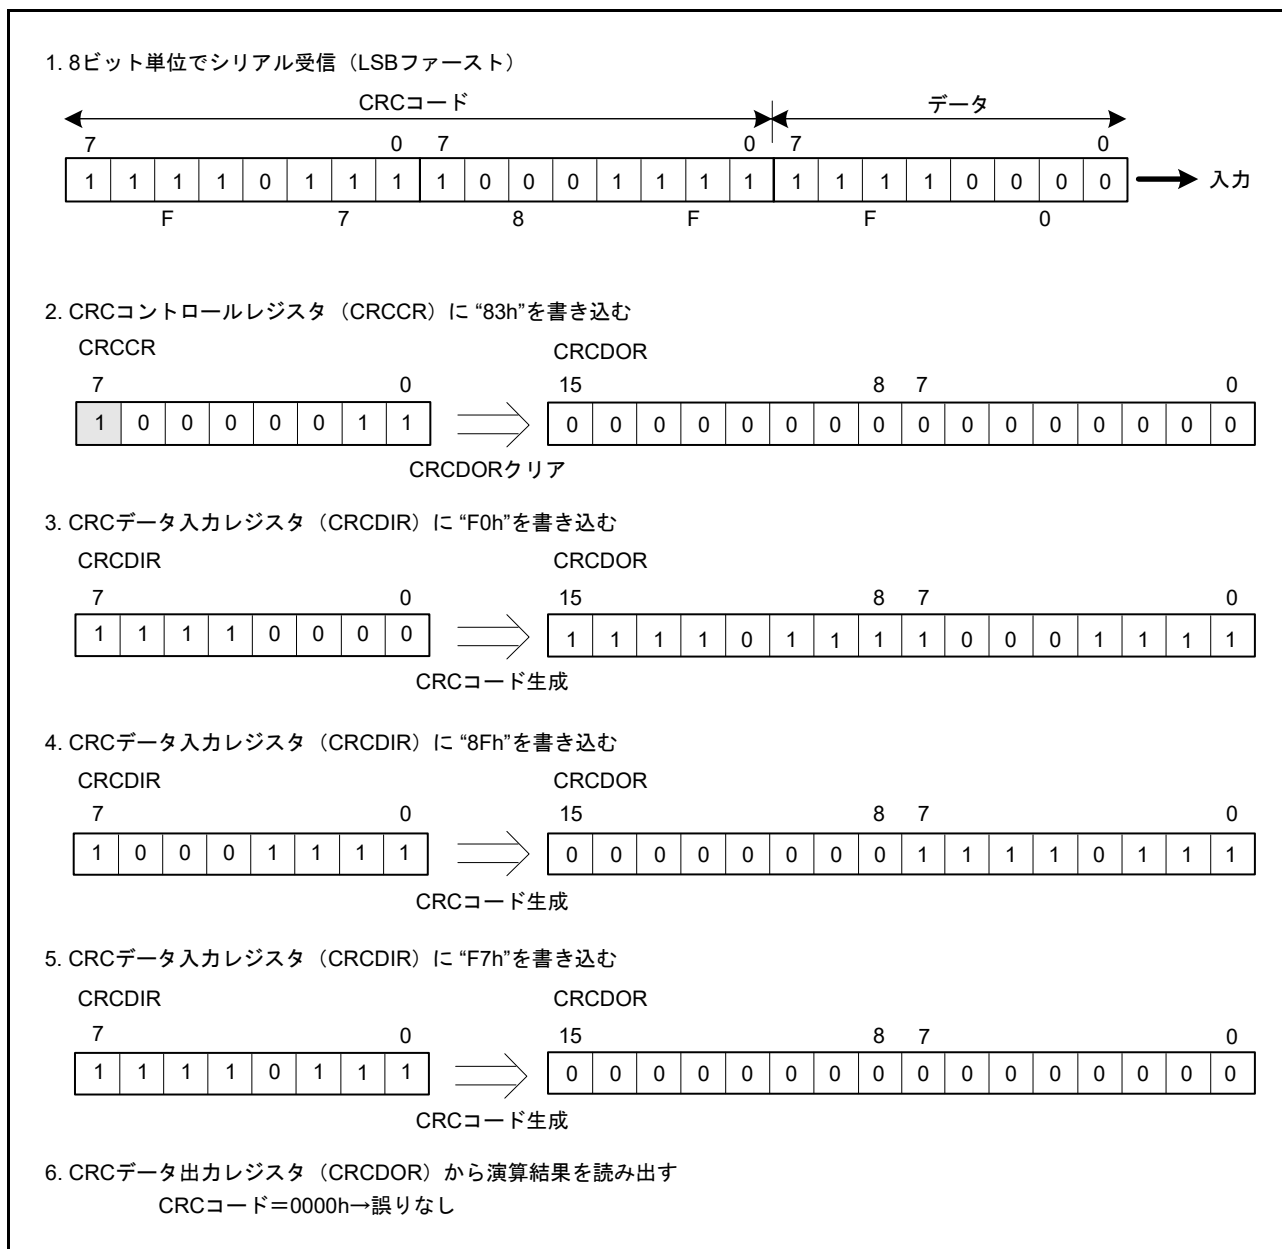 1. 8ビット単位でシリアル受信（LSBファースト）
CRCコード データ
7 0 7 0 7 0
1 1 1 1 0 1 1 1 1 0 0 0 1 1 1 1 1 1 1 1 0 0 0 0 入力
F 7 8 F F 0
2. CRCコントロールレジスタ（CRCCR）に “83h”を書き込む
CRCCR CRCDOR
7 0 15 8 7 0
1 0 0 0 0 0 1 1 0 0 0 0 0 0 0 0 0 0 0 0 0 0 0 0
CRCDORクリア
3. CRCデータ入力レジスタ（CRCDIR）に “F0h”を書き込む
CRCDIR CRCDOR
7 0 15 8 7 0
1 1 1 1 0 0 0 0 1 1 1 1 0 1 1 1 1 0 0 0 1 1 1 1
CRCコード生成
4. CRCデータ入力レジスタ（CRCDIR）に “8Fh”を書き込む
CRCDIR CRCDOR
7 0 15 8 7 0
1 0 0 0 1 1 1 1 0 0 0 0 0 0 0 0 1 1 1 1 0 1 1 1
CRCコード生成
5. CRCデータ入力レジスタ（CRCDIR）に “F7h”を書き込む
CRCDIR CRCDOR
7 0 15 8 7 0
1 1 1 1 0 1 1 1 0 0 0 0 0 0 0 0 0 0 0 0 0 0 0 0
CRCコード生成
6. CRCデータ出力レジスタ（CRCDOR）から演算結果を読み出す
CRCコード＝0000h→誤りなし